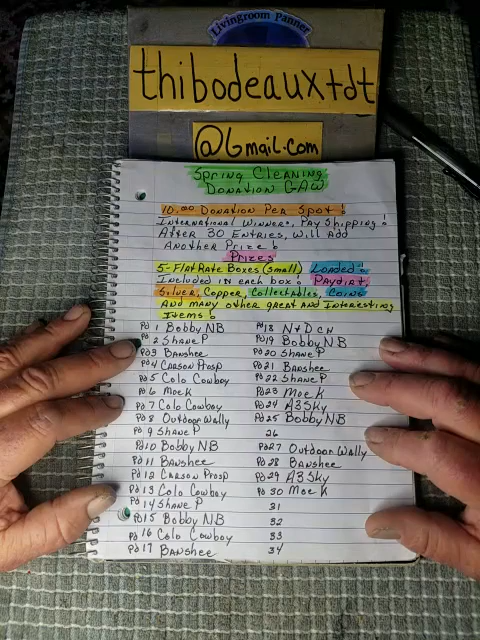 Livingroom Panner
thibodeauxtdt
@Gmail.com
Spring Cleaning
Donation GAW
10.00 Donation Per Spot!
International Winners, Pay Shipping!
After 30 Entries, will Add
Another Prize!
Prizes
5-Flat Rate Boxes (small) Loaded!
Included in each box! Paydirt,
Silver, Copper, Collectables, Coins
And many other great and Interesting
Items!
Pd 1 Bobby NB
Pd 2 Shane P
Pd 3 Banshee
Pd 4 Carson Prosp
Pd 5 Colo Cowboy
Pd 6 Moe K
Pd 7 Colo Cowboy
Pd 8 Outdoor Wally
Pd 9 Shane P
Pd 10 Bobby NB
Pd 11 Banshee
Pd 12 Carson Prosp
Pd 13 Colo Cowboy
Pd 14 Shane P
Pd 15 Bobby NB
Pd 16 Colo Cowboy
Pd 17 Banshee
Pd 18 N+D CH
Pd 19 Bobby NB
Pd 20 Shane P
Pd 21 Banshee
Pd 22 Shane P
Pd 23 Moe K
Pd 24 A3Sky
Pd 25 Bobby NB
26
Pd 27 Outdoor Wally
Pd 28 Banshee
Pd 29 A3Sky
Pd 30 Moe K
31
32
33
34